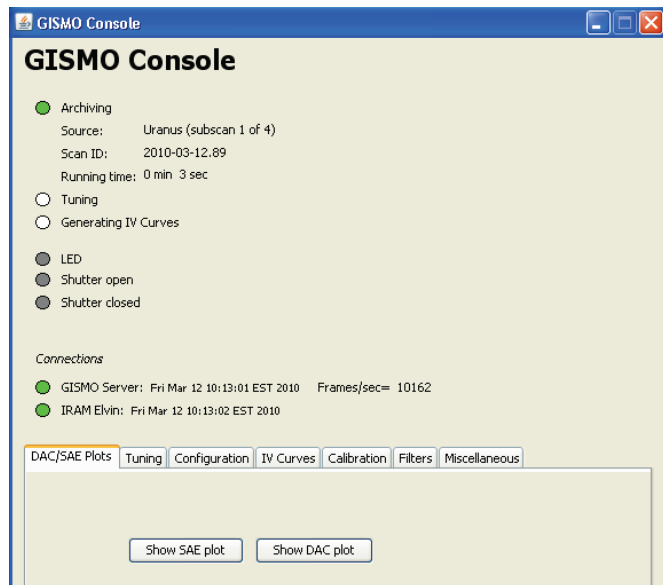 GISMO Console
GISMO Console
Archiving
Source: Uranus (subscan 1 of 4)
Scan ID: 2010-03-12.89
Running time: 0 min 3 sec
Tuning
Generating IV Curves
LED
Shutter open
Shutter closed
Connections
GISMO Server: Fri Mar 12 10:13:01 EST 2010 Frames/sec= 10162
IRAM Elvin: Fri Mar 12 10:13:02 EST 2010
DAC/SAE Plots Tuning Configuration IV Curves Calibration Filters Miscellaneous
Show SAE plot Show DAC plot